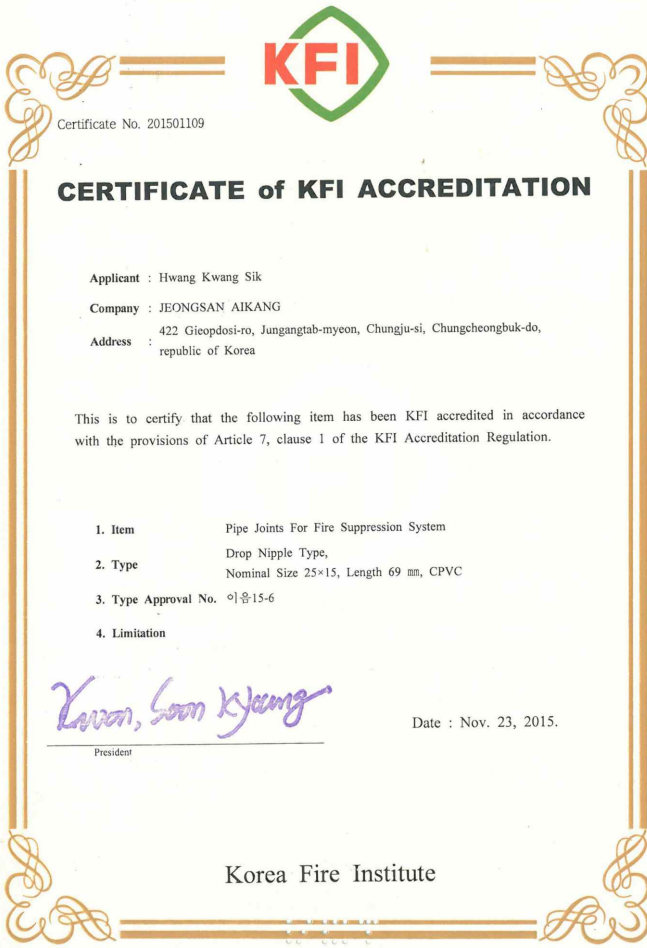 KFI
Certificate No. 201501109
CERTIFICATE of KFI ACCREDITATION
Applicant : Hwang Kwang Sik
Company : JEONGSAN AIKANG
Address : 422 Gieopdosi-ro, Jungangtab-myeon, Chungju-si, Chungcheongbuk-do,
republic of Korea
This is to certify that the following item has been KFI accredited in accordance
with the provisions of Article 7, clause 1 of the KFI Accreditation Regulation.
1. Item Pipe Joints For Fire Suppression System
2. Type Drop Nipple Type,
Nominal Size 25×15, Length 69 mm, CPVC
3. Type Approval No. 이음15-6
4. Limitation
Kwon, Soon Kyoung
President
Date : Nov. 23, 2015.
Korea Fire Institute